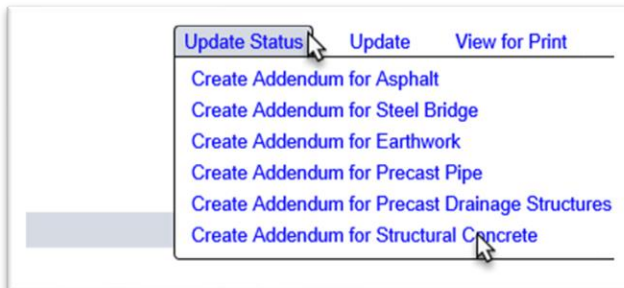 Update Status Update View for Print
Create Addendum for Asphalt
Create Addendum for Steel Bridge
Create Addendum for Earthwork
Create Addendum for Precast Pipe
Create Addendum for Precast Drainage Structures
Create Addendum for Structural Concrete